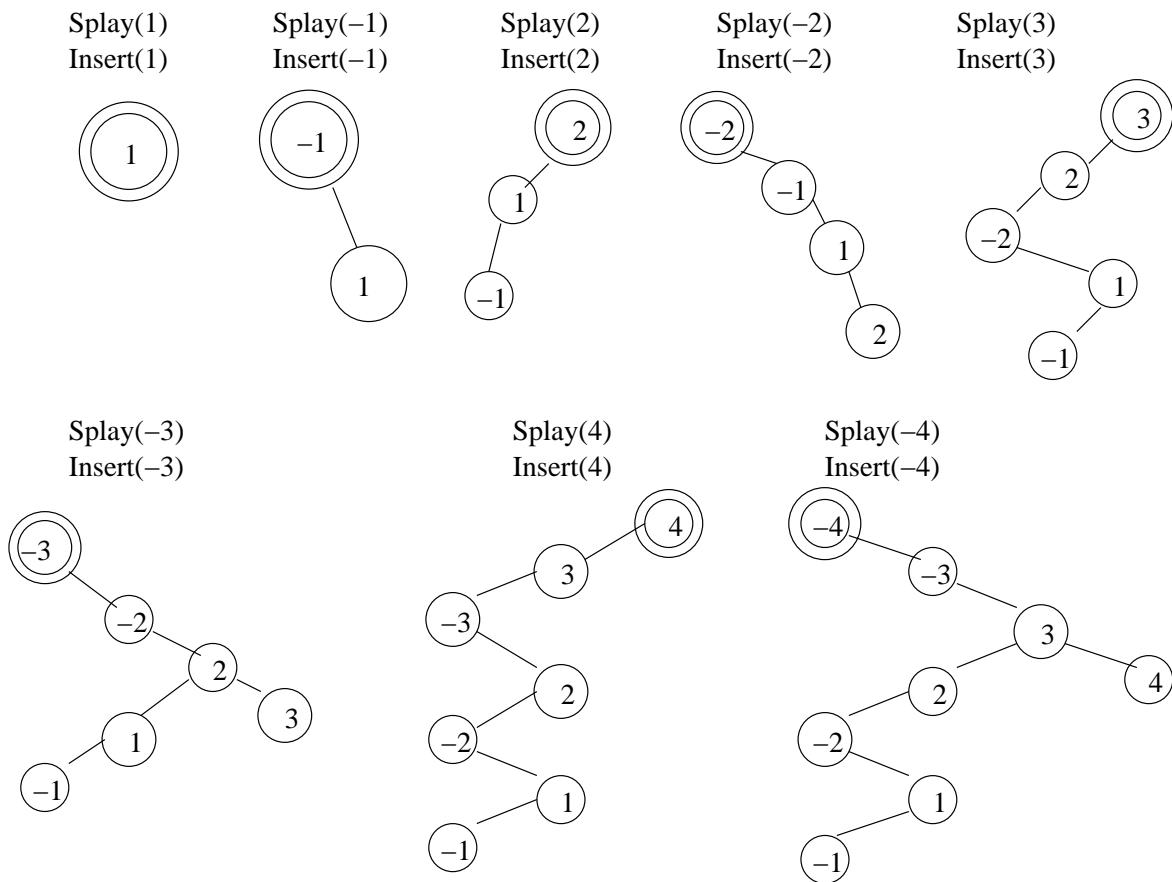 Splay(1)
Insert(1)
1
Splay(–1)
Insert(–1)
–1
1
Splay(2)
Insert(2)
2
1
–1
Splay(–2)
Insert(–2)
–2
–1
1
2
Splay(3)
Insert(3)
3
2
–2
1
–1
Splay(–3)
Insert(–3)
–3
–2
2
3
1
–1
Splay(4)
Insert(4)
4
3
–3
2
–2
1
–1
Splay(–4)
Insert(–4)
–4
–3
3
4
2
–2
1
–1